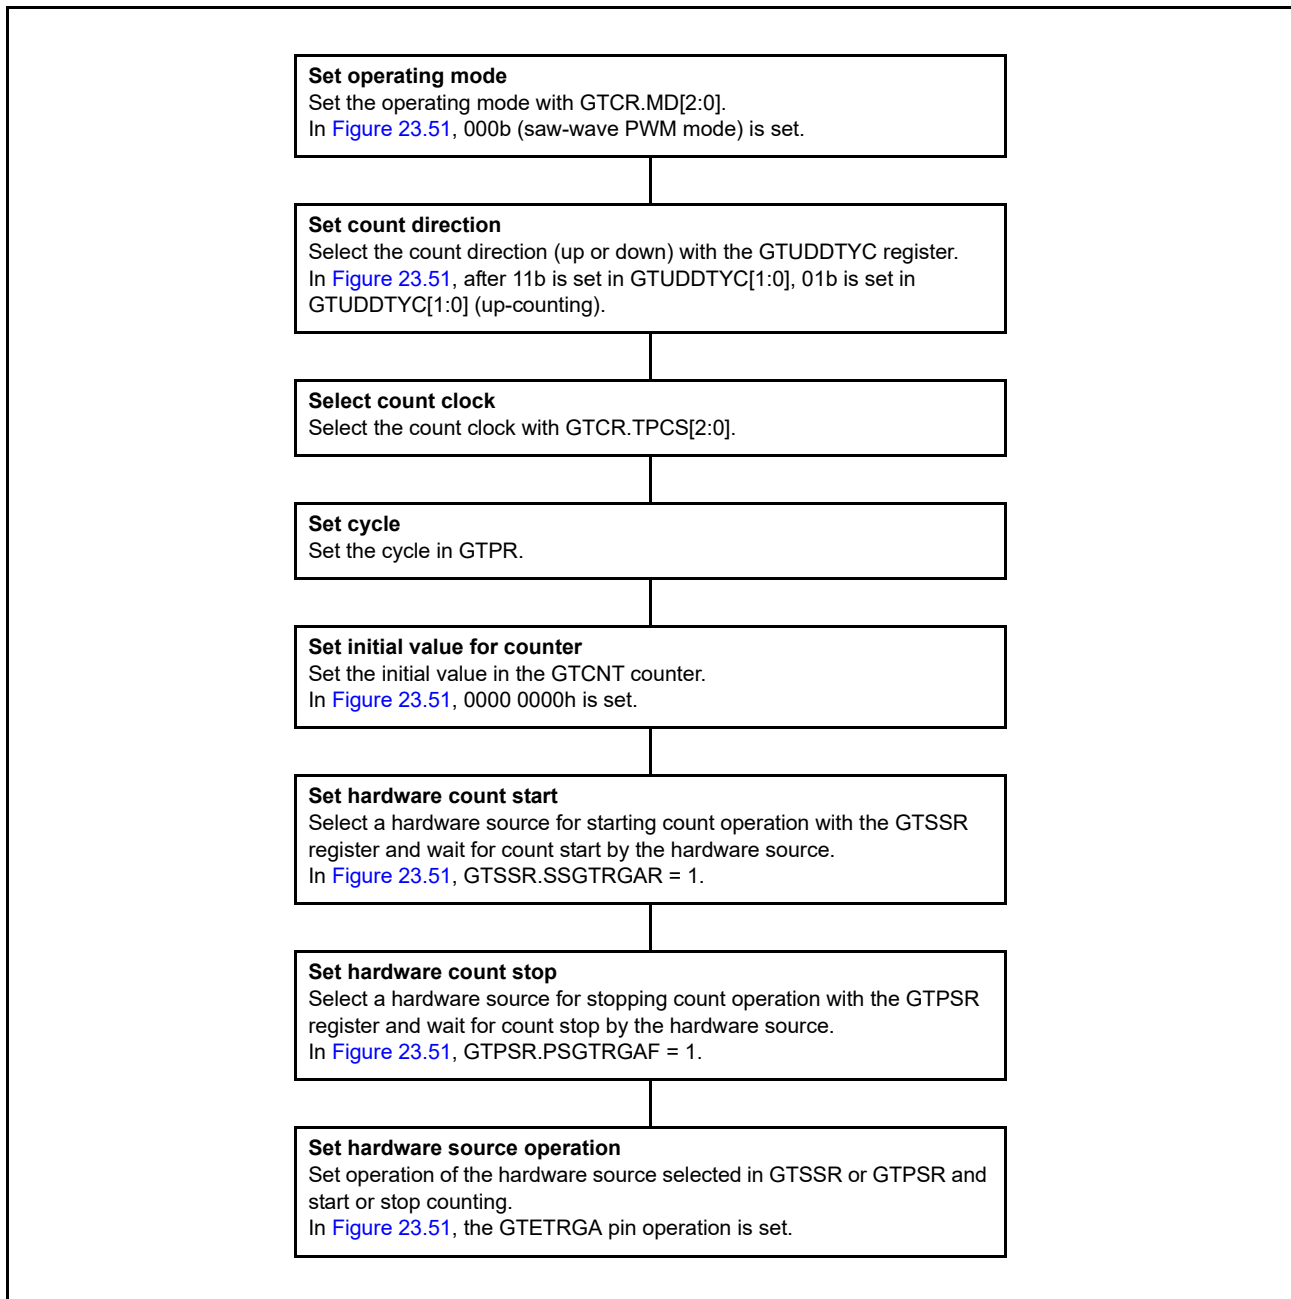 Set operating mode
Set the operating mode with GTCR.MD[2:0].
In Figure 23.51, 000b (saw-wave PWM mode) is set.
Set count direction
Select the count direction (up or down) with the GTUDDTYC register.
In Figure 23.51, after 11b is set in GTUDDTYC[1:0], 01b is set in
GTUDDTYC[1:0] (up-counting).
Select count clock
Select the count clock with GTCR.TPCS[2:0].
Set cycle
Set the cycle in GTPR.
Set initial value for counter
Set the initial value in the GTCNT counter.
In Figure 23.51, 0000 0000h is set.
Set hardware count start
Select a hardware source for starting count operation with the GTSSR
register and wait for count start by the hardware source.
In Figure 23.51, GTSSR.SSGTRGAR = 1.
Set hardware count stop
Select a hardware source for stopping count operation with the GTPSR
register and wait for count stop by the hardware source.
In Figure 23.51, GTPSR.PSGTRGAF = 1.
Set hardware source operation
Set operation of the hardware source selected in GTSSR or GTPSR and
start or stop counting.
In Figure 23.51, the GTETRGA pin operation is set.